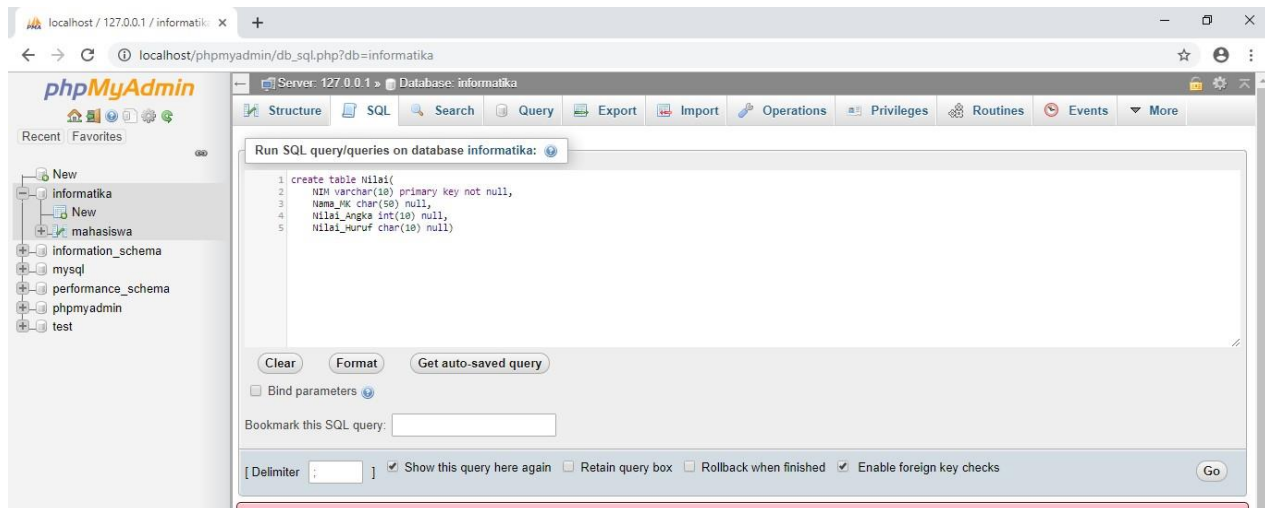 localhost / 127.0.0.1 / informatika
localhost/phpmyadmin/db_sql.php?db=informatika
phpMyAdmin
Recent Favorites
New
informatika
New
mahasiswa
information_schema
mysql
performance_schema
phpmyadmin
test
Server: 127.0.0.1 » Database: informatika
Structure SQL Search Query Export Import Operations Privileges Routines Events More
Run SQL query/queries on database informatika:
1 create table Nilai(
2 NIM varchar(10) primary key not null,
3 Nama_MK char(50) null,
4 Nilai_Angka int(10) null,
5 Nilai_Huruf char(10) null)
Clear Format Get auto-saved query
Bind parameters
Bookmark this SQL query:
[ Delimiter ; ] Show this query here again Retain query box Rollback when finished Enable foreign key checks Go